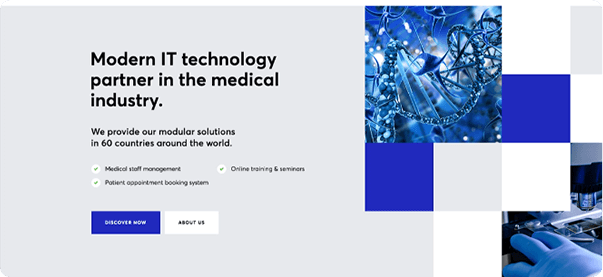 Modern IT technology
partner in the medical
industry.
We provide our modular solutions
in 60 countries around the world.
Medical staff management
Online training & seminars
Patient appointment booking system
DISCOVER NOW
ABOUT US